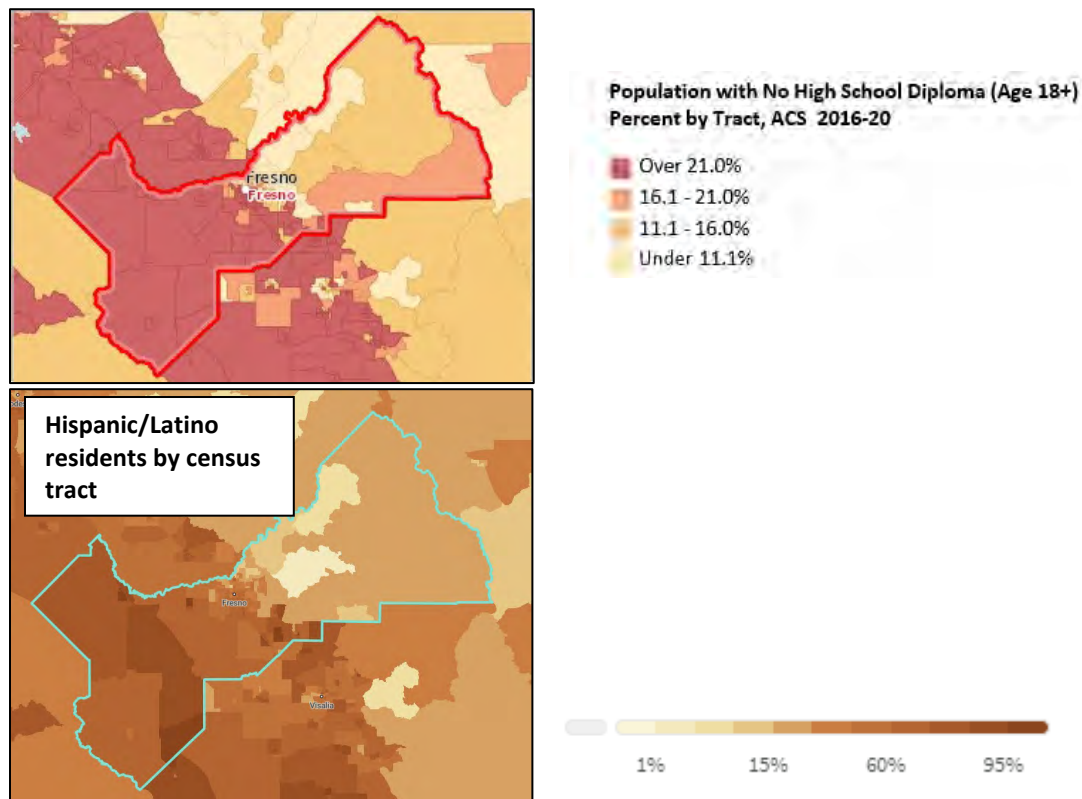 Fresno
Fresno
Population with No High School Diploma (Age 18+)
Percent by Tract, ACS 2016-20
Over 21.0%
16.1 - 21.0%
11.1 - 16.0%
Under 11.1%
Hispanic/Latino
residents by census
tract
Fresno
Visalia
1%
15%
60%
95%